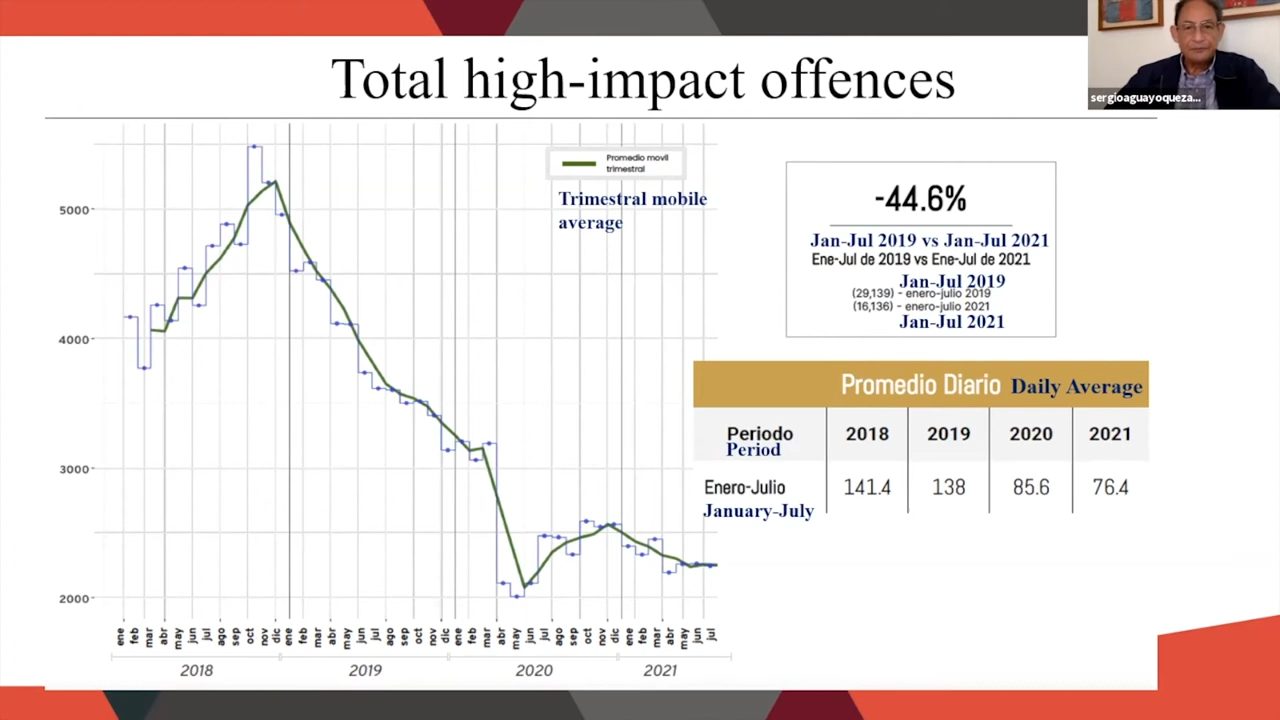 Total high-impact offences
sergioaguayoqueza...
Promedio movil
trimestral
Trimestral mobile
average
5000
4000
3000
2000
ene feb mar abr may jun jul ago sep oct nov dic ene feb mar abr may jun jul ago sep oct nov dic ene feb mar abr may jun jul ago sep oct nov dic ene feb mar abr may jun jul
2018 2019 2020 2021
-44.6%
Jan-Jul 2019 vs Jan-Jul 2021
Ene-Jul de 2019 vs Ene-Jul de 2021
Jan-Jul 2019
(29,139) - enero-julio 2019
(16,136) - enero-julio 2021
Jan-Jul 2021
Promedio Diario Daily Average
Periodo 2018 2019 2020 2021
Period
Enero-Julio 141.4 138 85.6 76.4
January-July